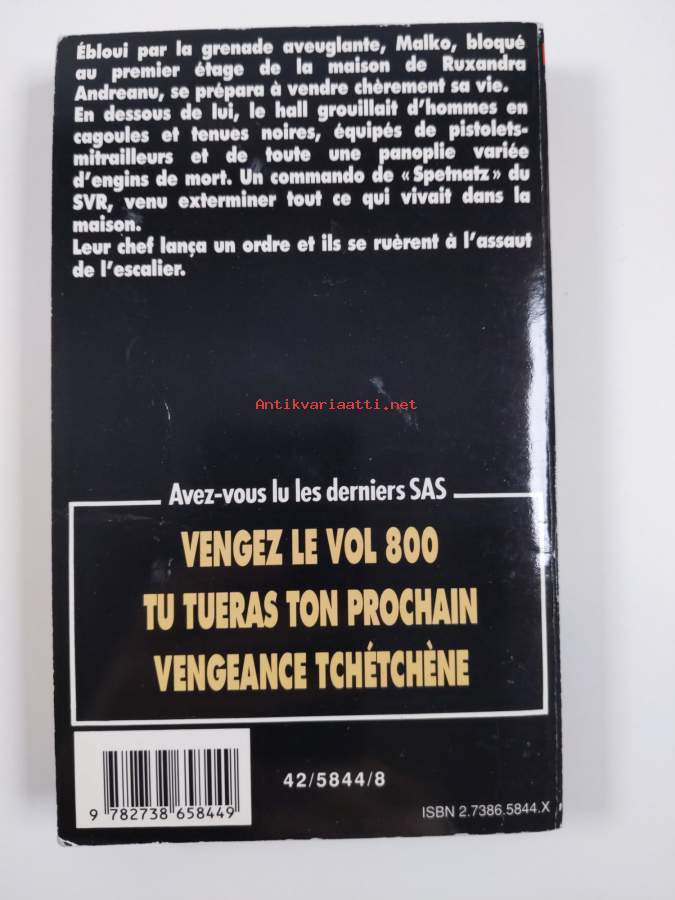 Ébloui par la grenade aveuglante, Malko, bloqué
au premier étage de la maison de Ruxandra
Andreanu, se prépara à vendre chèrement sa vie.
En dessous de lui, le hall grouillait d'hommes en
cagoules et tenues noires, équipés de pistolets-
mitrailleurs et de toute une panoplie variée
d'engins de mort. Un commando de «Spetnatz» du
SVR, venu exterminer tout ce qui vivait dans la
maison.
Leur chef lança un ordre et ils se ruèrent à l'assaut
de l'escalier.
Antikvariaatti.net
Avez-vous lu les derniers SAS
VENGEZ LE VOL 800
TU TUERAS TON PROCHAIN
VENGEANCE TCHÉTCHÈNE
42/5844/8
9 782738 658449
ISBN 2.7386.5844.X